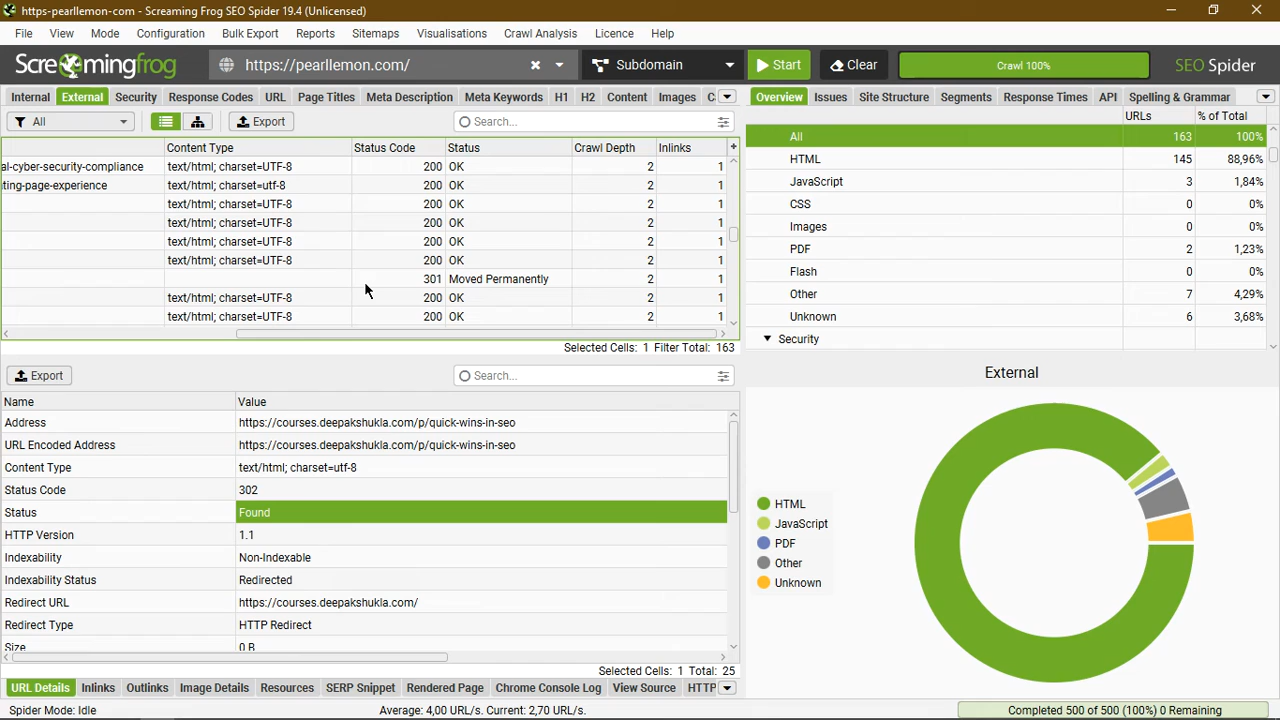 https-pearllemon-com - Screaming Frog SEO Spider 19.4 (Unlicensed)
File View Mode Configuration Bulk Export Reports Sitemaps Visualisations Crawl Analysis Licence Help
Screamingfrog https://pearllemon.com/ Subdomain Start Clear Crawl 100% SEO Spider
Internal External Security Response Codes URL Page Titles Meta Description Meta Keywords H1 H2 Content Images C
All Export Search...
Content Type Status Code Status Crawl Depth Inlinks
al-cyber-security-compliance text/html; charset=UTF-8 200 OK 2 1
ting-page-experience text/html; charset=utf-8 200 OK 2 1
text/html; charset=UTF-8 200 OK 2 1
text/html; charset=UTF-8 200 OK 2 1
text/html; charset=UTF-8 200 OK 2 1
text/html; charset=UTF-8 200 OK 2 1
301 Moved Permanently 2 1
text/html; charset=UTF-8 200 OK 2 1
text/html; charset=UTF-8 200 OK 2 1
Selected Cells: 1 Filter Total: 163
Export Search...
Name Value
Address https://courses.deepakshukla.com/p/quick-wins-in-seo
URL Encoded Address https://courses.deepakshukla.com/p/quick-wins-in-seo
Content Type text/html; charset=utf-8
Status Code 302
Status Found
HTTP Version 1.1
Indexability Non-Indexable
Indexability Status Redirected
Redirect URL https://courses.deepakshukla.com/
Redirect Type HTTP Redirect
Size 0 B
Selected Cells: 1 Total: 25
URL Details Inlinks Outlinks Image Details Resources SERP Snippet Rendered Page Chrome Console Log View Source HTTP
Overview Issues Site Structure Segments Response Times API Spelling & Grammar
URLs % of Total
All 163 100%
HTML 145 88,96%
JavaScript 3 1,84%
CSS 0 0%
Images 0 0%
PDF 2 1,23%
Flash 0 0%
Other 7 4,29%
Unknown 6 3,68%
Security
External
HTML
JavaScript
PDF
Other
Unknown
Spider Mode: Idle Average: 4,00 URL/s. Current: 2,70 URL/s. Completed 500 of 500 (100%) 0 Remaining